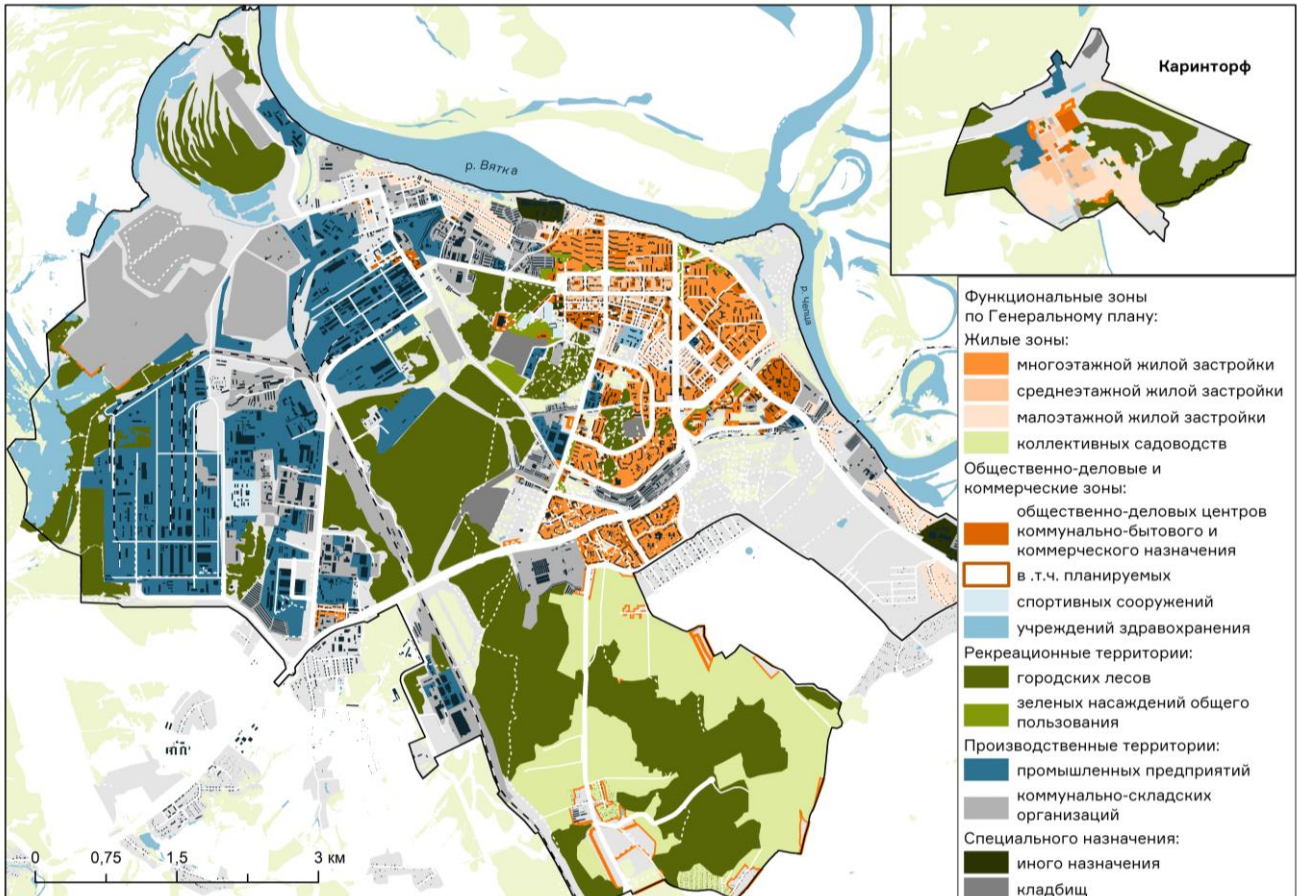 Каринторф
р. Вятка
р. Чепца
Функциональные зоны
по Генеральному плану:
Жилые зоны:
многоэтажной жилой застройки
среднеэтажной жилой застройки
малоэтажной жилой застройки
коллективных садоводств
Общественно-деловые и
коммерческие зоны:
общественно-деловых центров
коммунально-бытового и
коммерческого назначения
в .т.ч. планируемых
спортивных сооружений
учреждений здравохранения
Рекреационные территории:
городских лесов
зеленых насаждений общего
пользования
Производственные территории:
промышленных предприятий
коммунально-складских
организаций
Специального назначения:
иного назначения
кладбищ
0 0,75 1,5 3 км